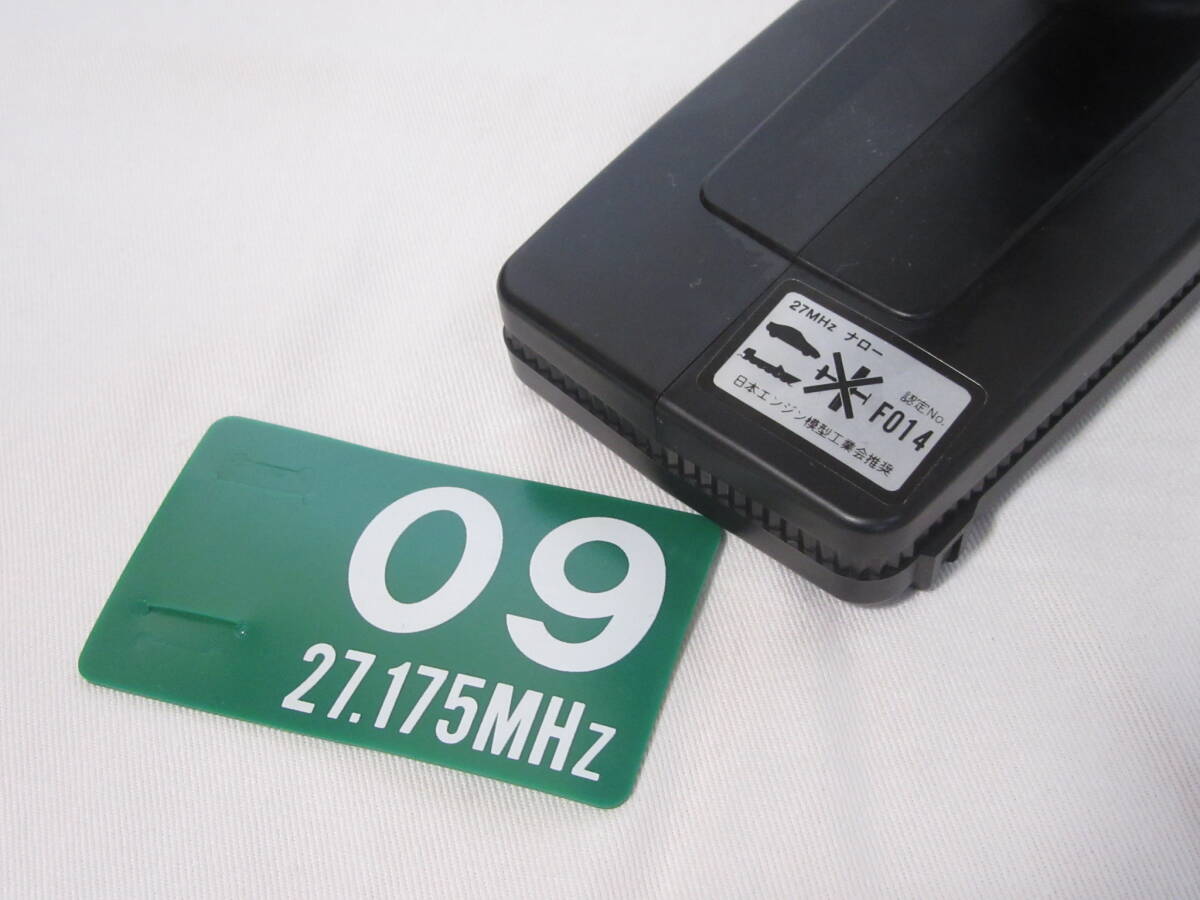 27MHz ナロー
認定No.
F014
日本エンジン模型工業会推奨
09
27.175MHz